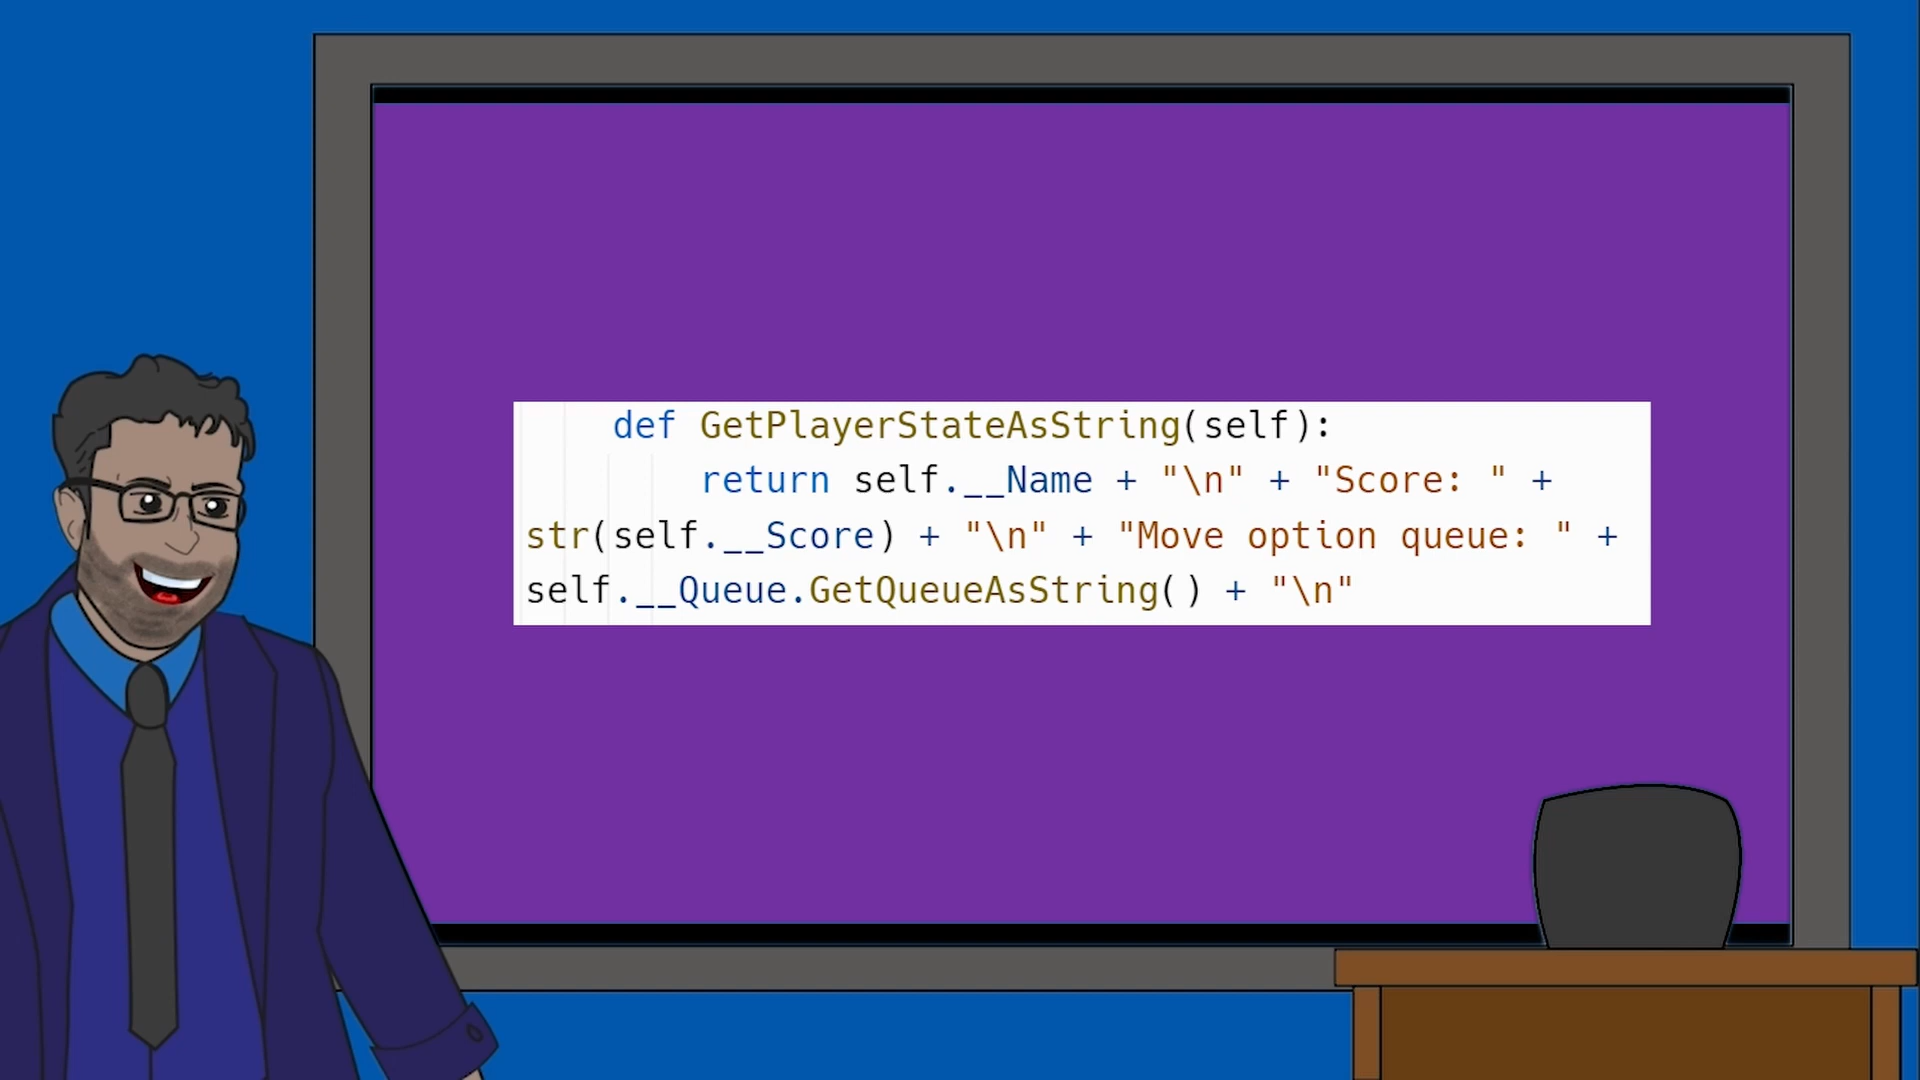 def GetPlayerStateAsString(self):
return self.__Name + "\n" + "Score: " +
str(self.__Score) + "\n" + "Move option queue: " +
self.__Queue.GetQueueAsString() + "\n"